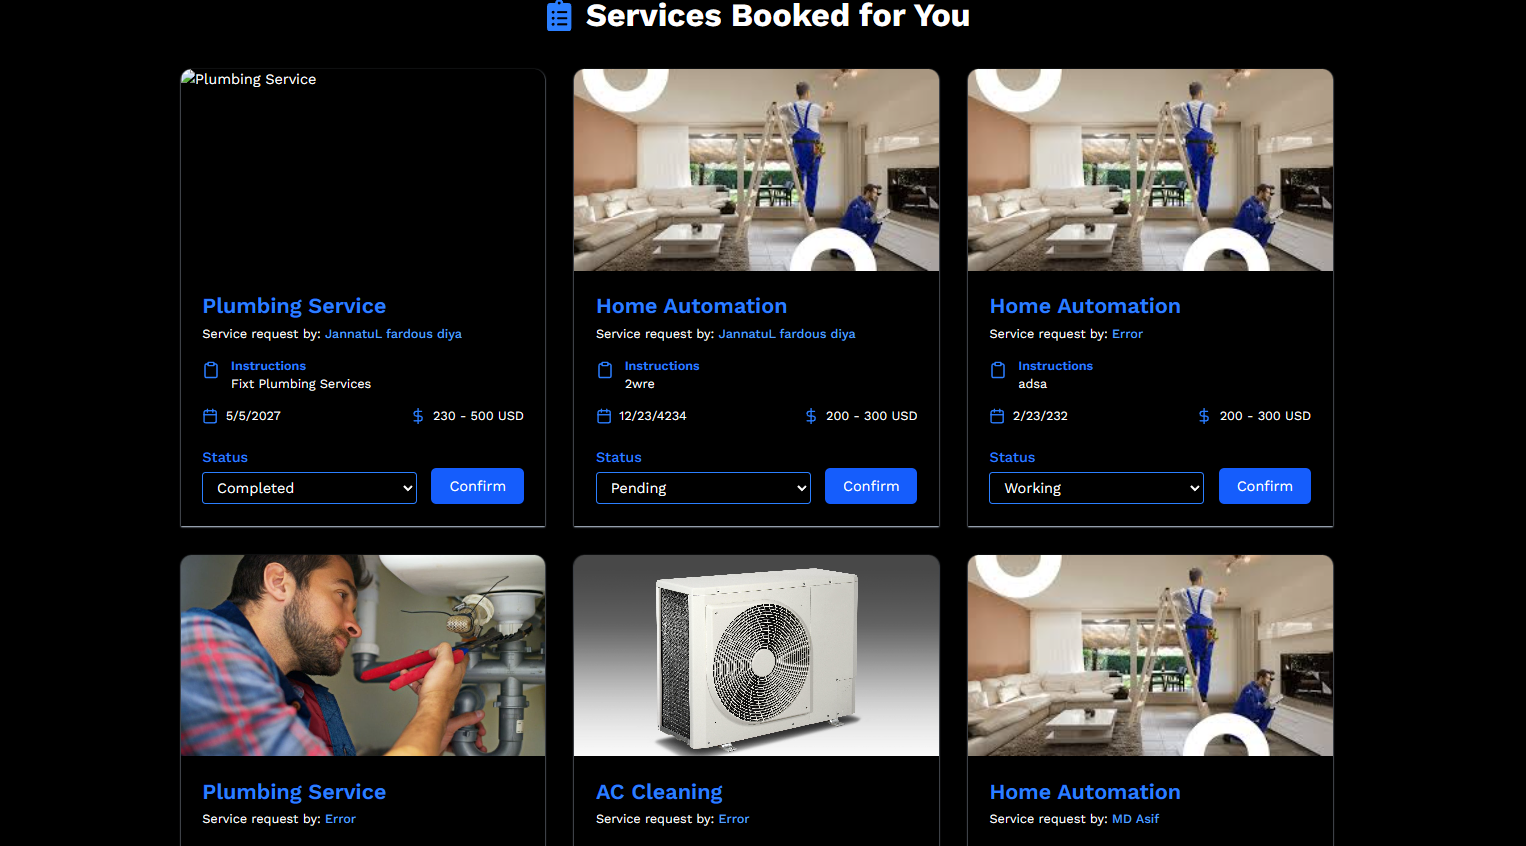 Services Booked for You
Plumbing Service
Plumbing Service
Service request by: JannatuL fardous diya
Instructions
Fixt Plumbing Services
5/5/2027
230 - 500 USD
Status
Completed
Confirm
Home Automation
Service request by: JannatuL fardous diya
Instructions
2wre
12/23/4234
200 - 300 USD
Status
Pending
Confirm
Home Automation
Service request by: Error
Instructions
adsa
2/23/232
200 - 300 USD
Status
Working
Confirm
Plumbing Service
Service request by: Error
AC Cleaning
Service request by: Error
Home Automation
Service request by: MD Asif